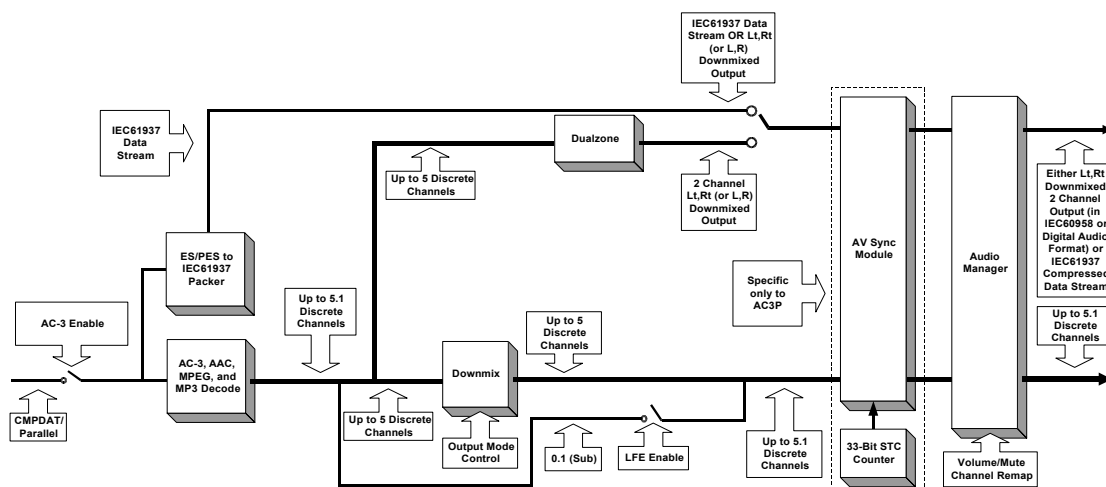 IEC61937 Data
Stream OR Lt,Rt
(or L,R)
Downmixed
Output
IEC61937
Data
Stream
Dualzone
Up to 5 Discrete
Channels
2 Channel
Lt,Rt (or L,R)
Downmixed
Output
Either Lt,Rt
Downmixed
2 Channel
Output (in
IEC60958 or
Digital Audio
Format) or
IEC61937
Compressed
Data Stream
ES/PES to
IEC61937
Packer
AV Sync
Module
Audio
Manager
Specific
only to
AC3P
AC-3 Enable
Up to 5.1
Discrete
Channels
Up to 5
Discrete
Channels
Up to 5.1
Discrete
Channels
AC-3, AAC,
MPEG, and
MP3 Decode
Downmix
CMPDAT/
Parallel
Up to 5 Discrete
Channels
Output Mode
Control
0.1 (Sub)
LFE Enable
Up to 5.1
Discrete
Channels
33-Bit STC
Counter
Volume/Mute
Channel Remap